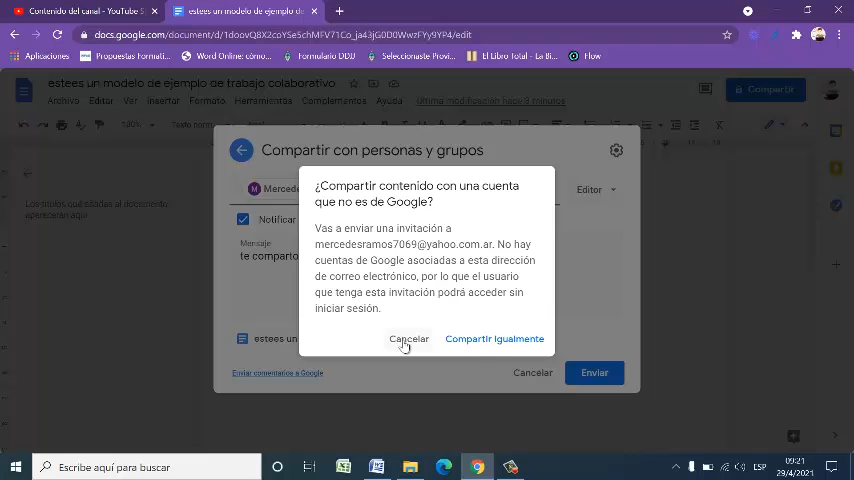 Contenido del canal - YouTube S
estees un modelo de ejemplo de
docs.google.com/document/d/1doovQ8X2coYSe5chMFVC6_ja43jG0D0WwzFYy9YP4/edit
Aplicaciones
Propuestas Formati...
Word Online: cómo...
Formulario DDJJ
Seleccionaste Provi...
El Libro Total - La Bi...
Flow
estees un modelo de ejemplo de trabajo colaborativo
Archivo Editar Ver Insertar Formato Herramientas Complementos Ayuda Última modificación hace 8 minutos
Compartir
100% Texto norm
Los títulos que añadas al documento
aparecerán aquí
Compartir con personas y grupos
Mercede
Editor
Notificar
Mensaje
te comparto
estees un
Enviar comentarios a Google
Cancelar
Enviar
¿Compartir contenido con una cuenta
que no es de Google?
Vas a enviar una invitación a
mercedesramos7069@yahoo.com.ar. No hay
cuentas de Google asociadas a esta dirección
de correo electrónico, por lo que el usuario
que tenga esta invitación podrá acceder sin
iniciar sesión.
Cancelar
Compartir igualmente
Escribe aquí para buscar
ESP
09:21
29/4/2021